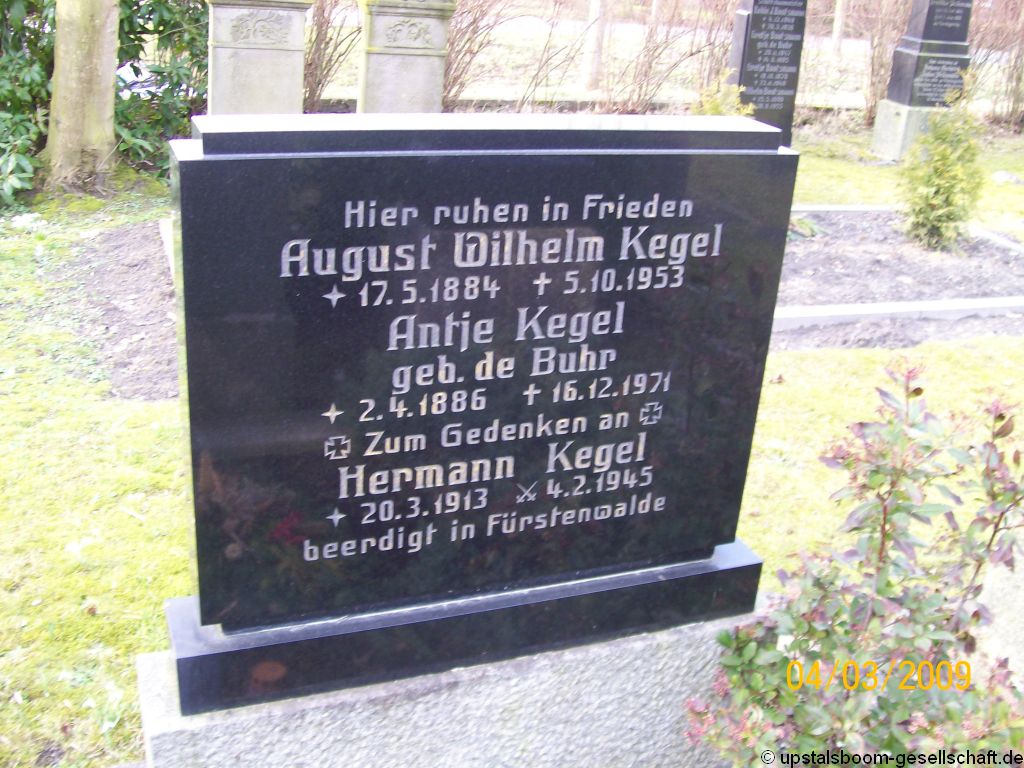 Hier ruhen in Frieden
August Wilhelm Kegel
17.5.1884 † 5.10.1953
Antje Kegel
geb. de Buhr
2.4.1886 † 16.12.1971
Zum Gedenken an
Hermann Kegel
20.3.1913 ⚔ 4.2.1945
beerdigt in Fürstenwalde
04/03/2009
© upstalsboom-gesellschaft.de